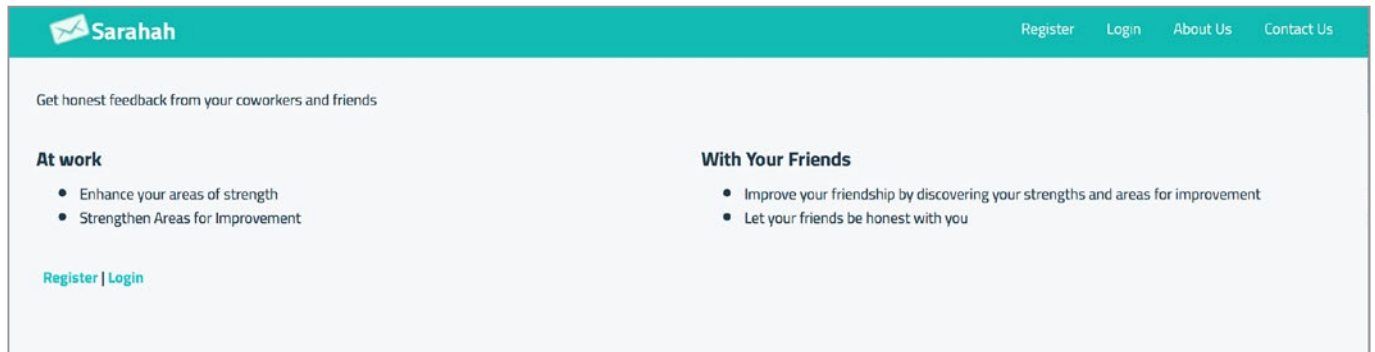 Sarahah
Register Login About Us Contact Us
Get honest feedback from your coworkers and friends
At work
Enhance your areas of strength
Strengthen Areas for Improvement
With Your Friends
Improve your friendship by discovering your strengths and areas for improvement
Let your friends be honest with you
Register | Login